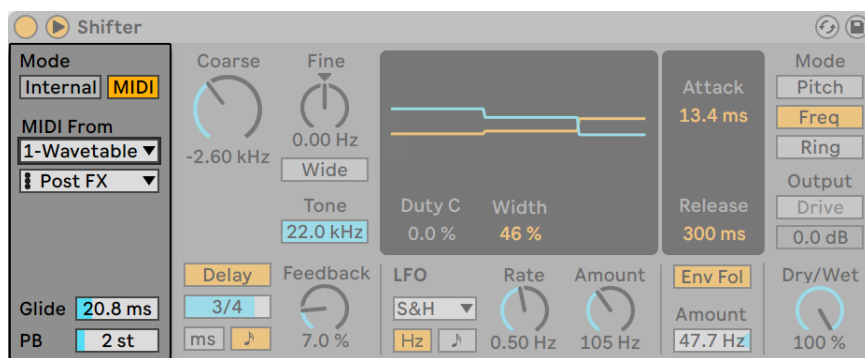 Shifter
Mode
Internal MIDI
MIDI From
1-Wavetable
Post FX
Glide 20.8 ms
PB 2 st
Coarse
-2.60 kHz
Fine
0.00 Hz
Wide
Tone
22.0 kHz
Duty C Width
0.0 % 46 %
Attack
13.4 ms
Release
300 ms
Mode
Pitch
Freq
Ring
Output
Drive
0.0 dB
Delay
3/4
ms
Feedback
7.0 %
LFO
S&H
Hz
Rate
0.50 Hz
Amount
105 Hz
Env Fol
Amount
47.7 Hz
Dry/Wet
100 %